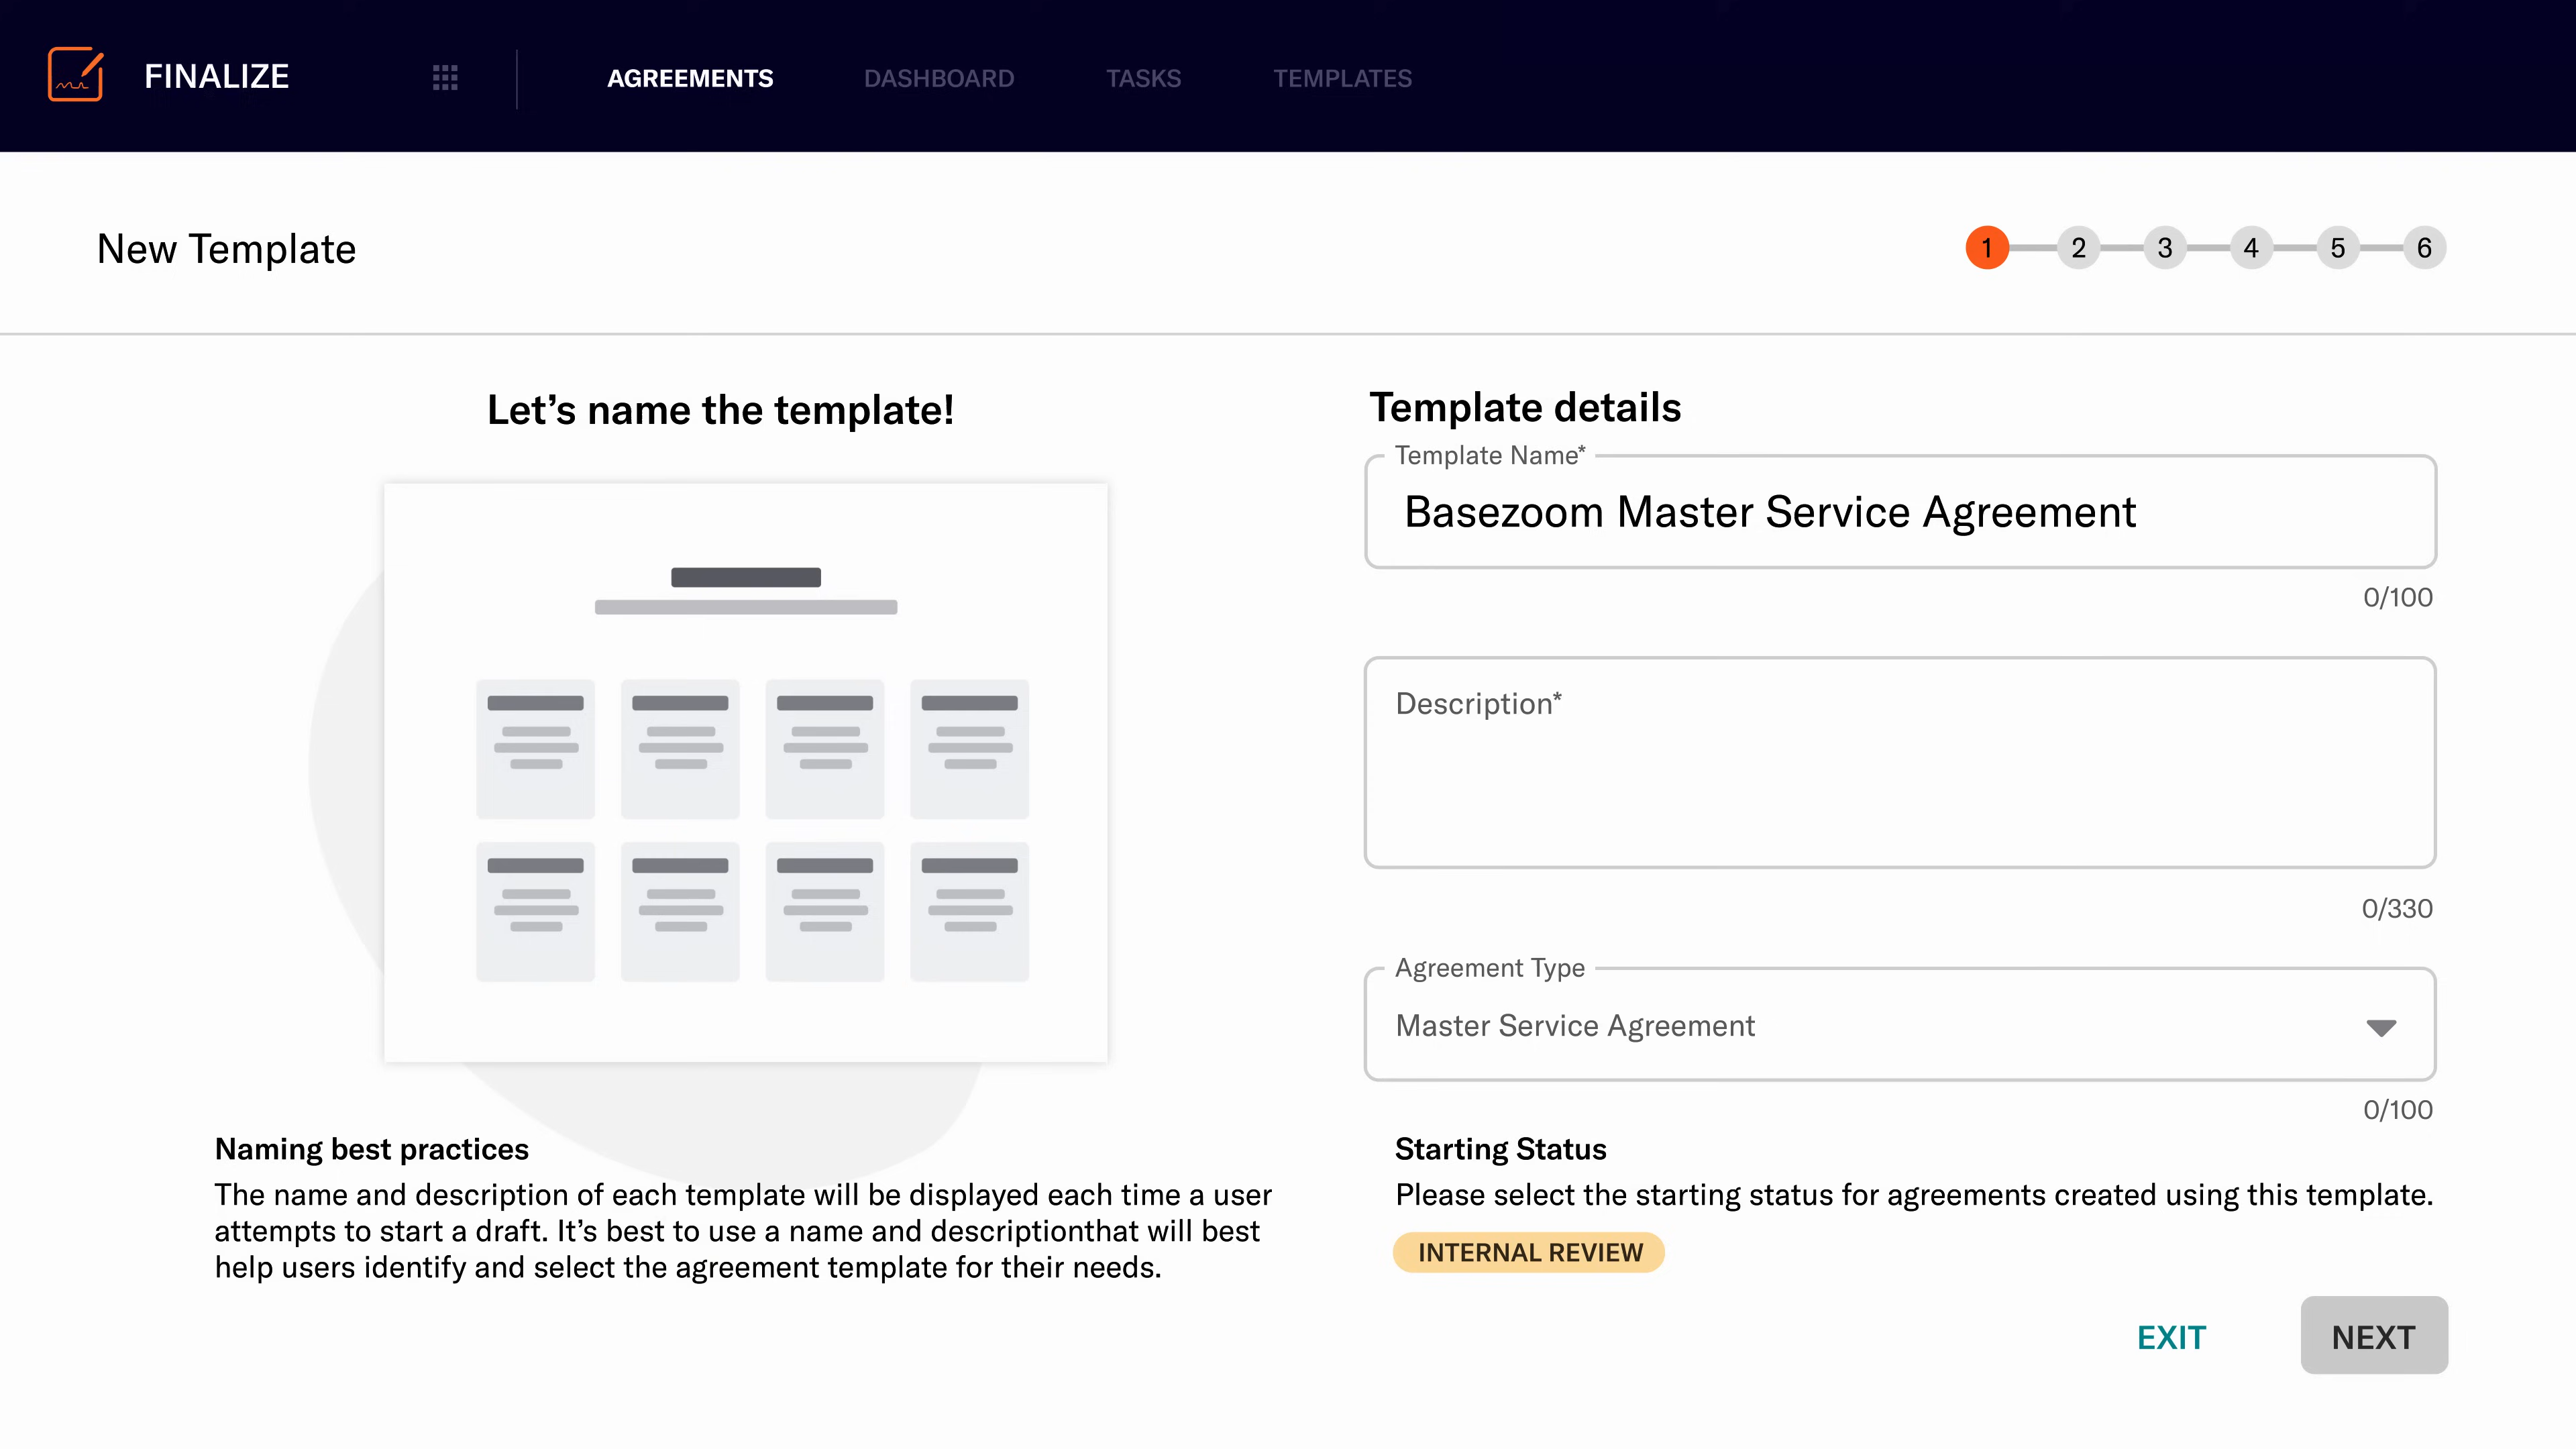 FINALIZE
AGREEMENTS
DASHBOARD
TASKS
TEMPLATES
New Template
1
2
3
4
5
6
Let’s name the template!
Naming best practices
The name and description of each template will be displayed each time a user
attempts to start a draft. It’s best to use a name and descriptionthat will best
help users identify and select the agreement template for their needs.
Template details
Template Name*
Basezoom Master Service Agreement
0/100
Description*
0/330
Agreement Type
Master Service Agreement
0/100
Starting Status
Please select the starting status for agreements created using this template.
INTERNAL REVIEW
EXIT
NEXT